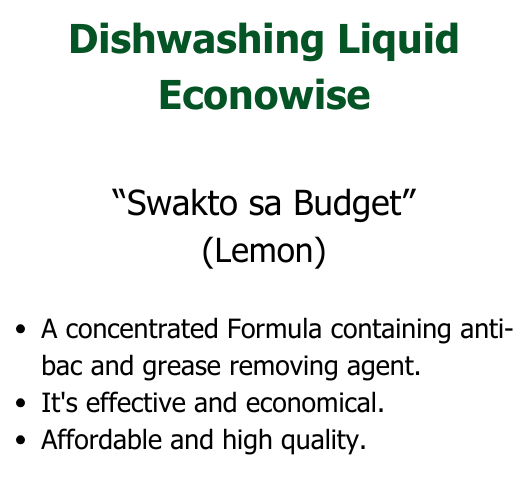 Dishwashing Liquid
Econowise
“Swakto sa Budget”
(Lemon)
• A concentrated Formula containing anti-
bac and grease removing agent.
• It's effective and economical.
• Affordable and high quality.